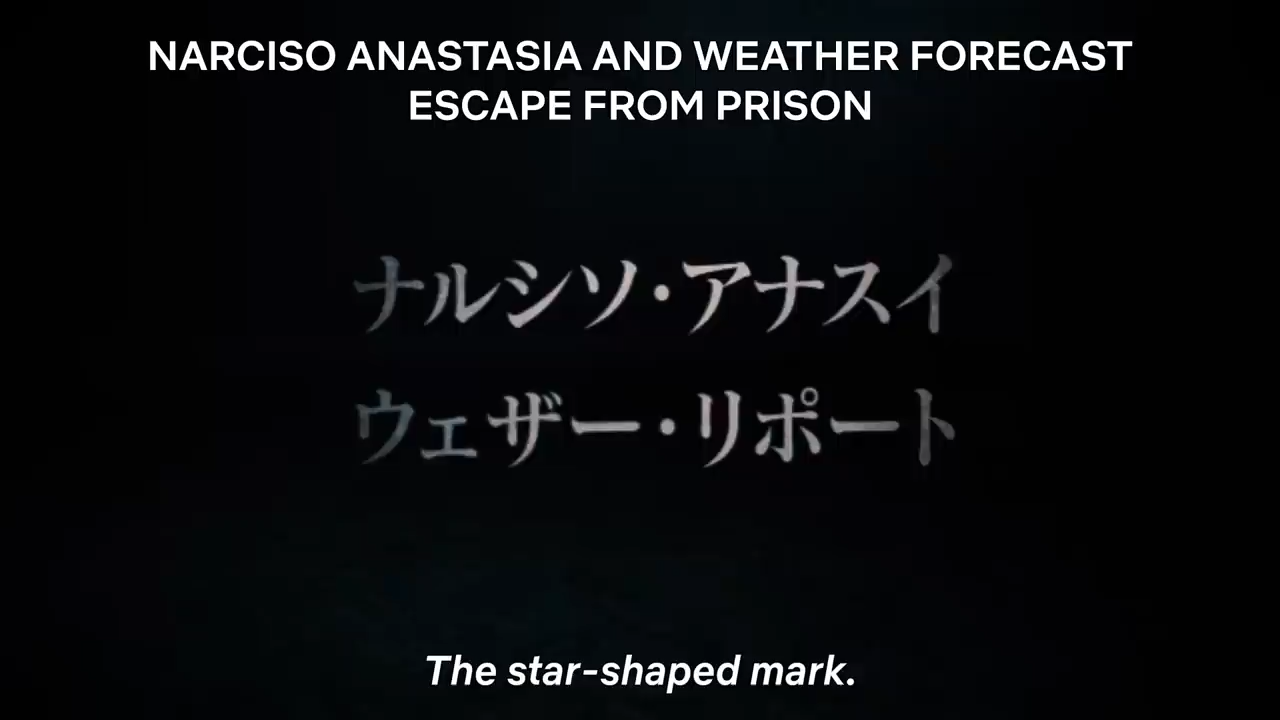 NARCISO ANASTASIA AND WEATHER FORECAST
ESCAPE FROM PRISON
ナルシソ・アナスイ
ウェザー・リポート
The star-shaped mark.